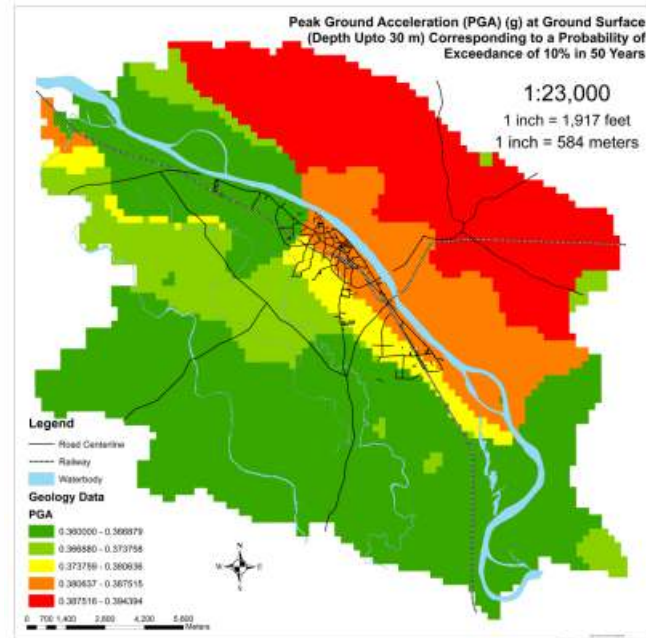 Peak Ground Acceleration (PGA) (g) at Ground Surface
(Depth Upto 30 m) Corresponding to a Probability of
Exceedance of 10% in 50 Years
1:23,000
1 inch = 1,917 feet
1 inch = 584 meters
Legend
Road Centerline
Railway
Waterbody
Geology Data
PGA
0.360000 - 0.366879
0.366880 - 0.373758
0.373759 - 0.380636
0.380637 - 0.387515
0.387516 - 0.394394
N
W E
S
0 700 1,400 2,800 4,200 5,600
Meters